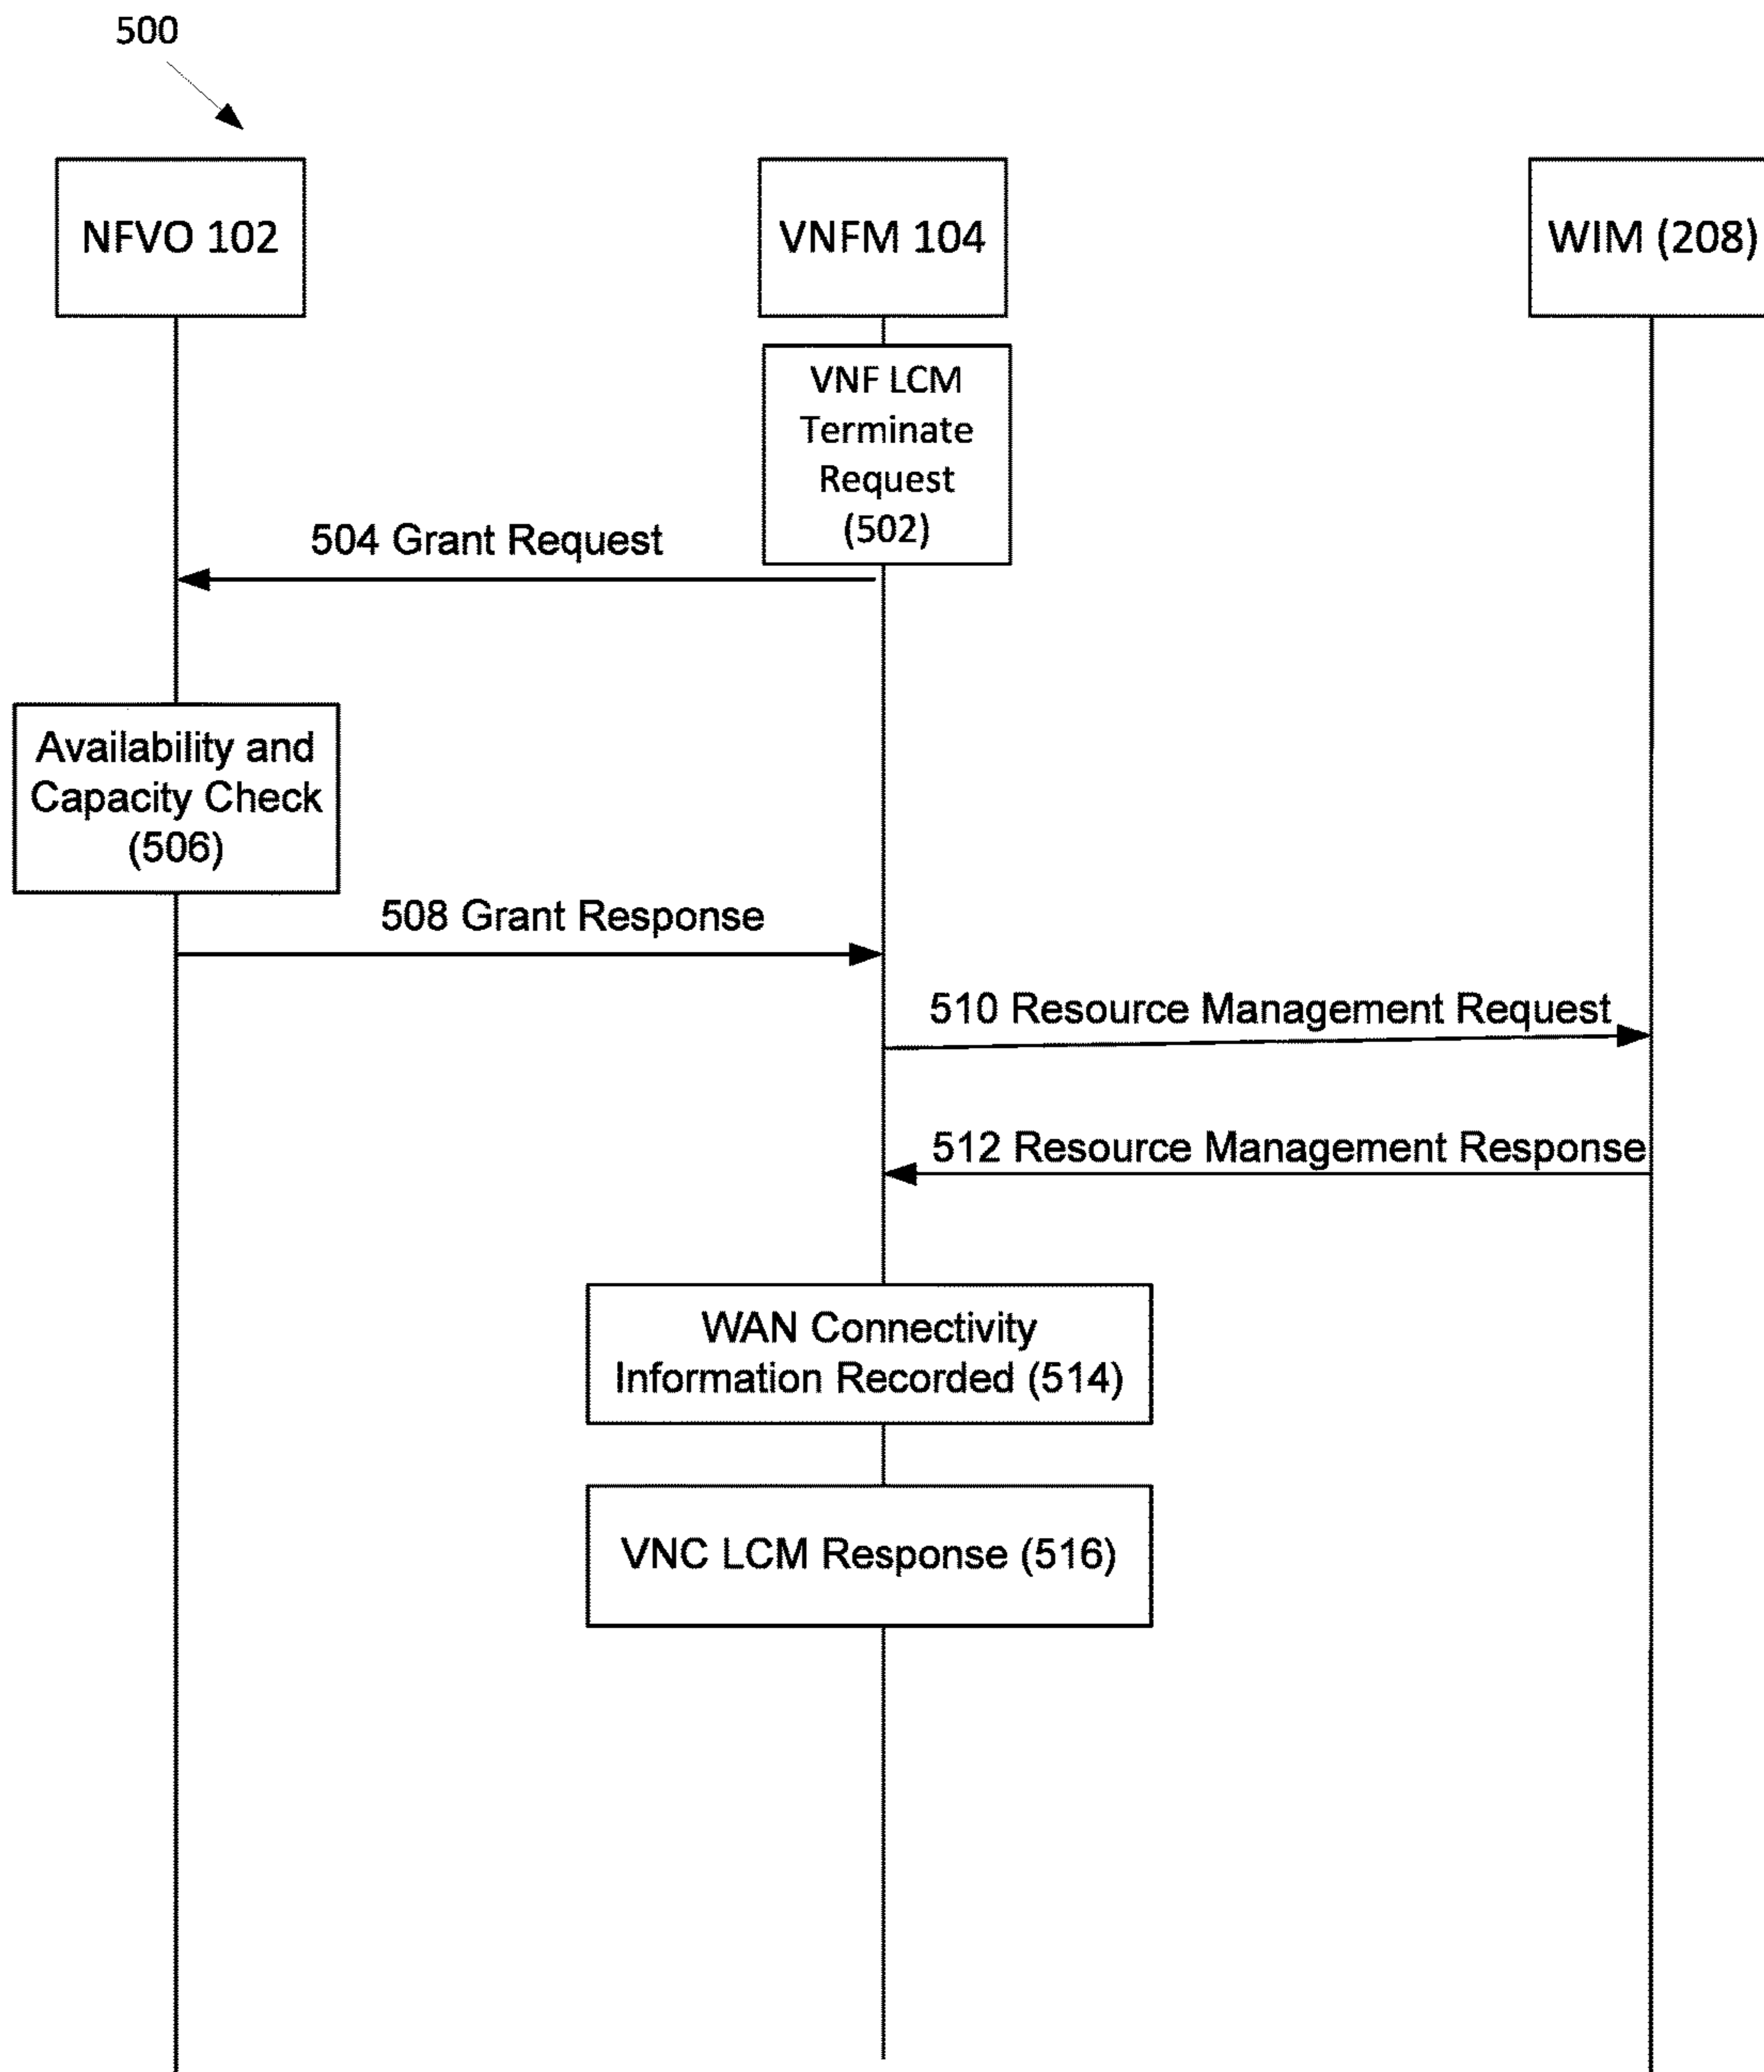 500
NFVO 102
VNFM 104
WIM (208)
VNF LCM
Terminate
Request
(502)
504 Grant Request
Availability and
Capacity Check
(506)
508 Grant Response
510 Resource Management Request
512 Resource Management Response
WAN Connectivity
Information Recorded (514)
VNC LCM Response (516)